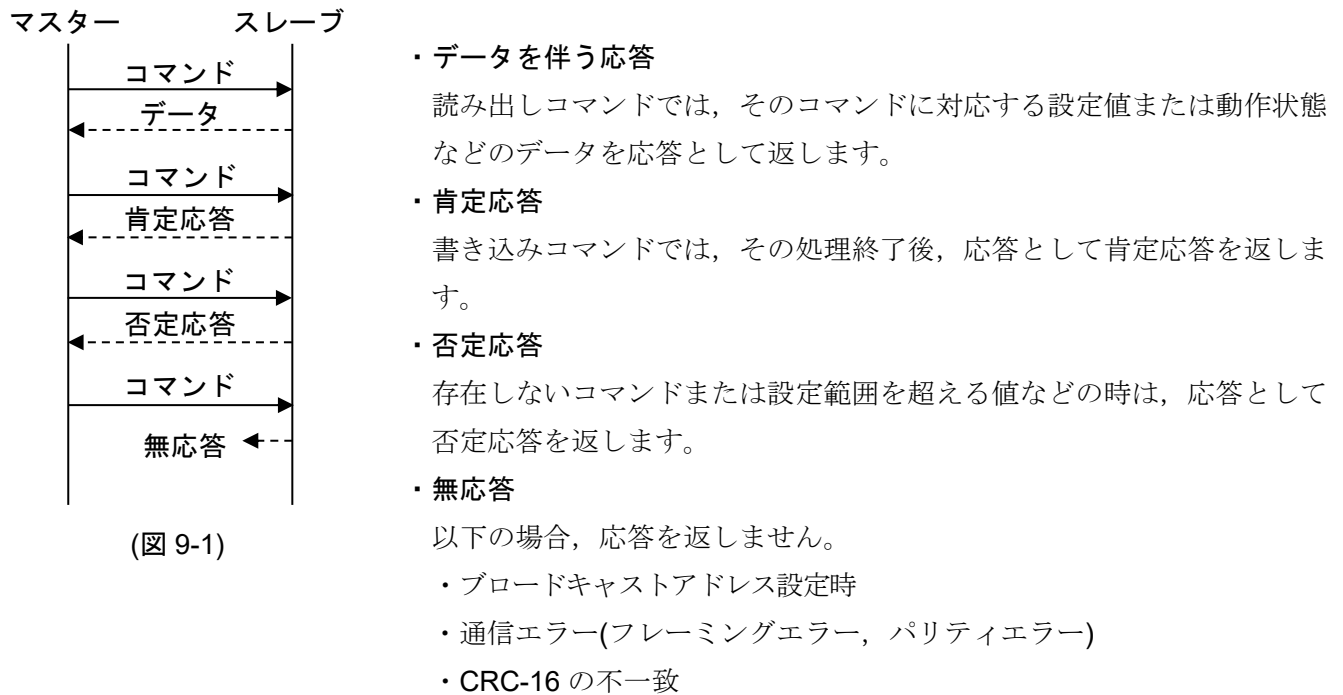 マスター スレーブ
コマンド
データ
コマンド
肯定応答
コマンド
否定応答
コマンド
無応答
(図 9-1)
・データを伴う応答
読み出しコマンドでは，そのコマンドに対応する設定値または動作状態
などのデータを応答として返します。
・肯定応答
書き込みコマンドでは，その処理終了後，応答として肯定応答を返しま
す。
・否定応答
存在しないコマンドまたは設定範囲を超える値などの時は，応答として
否定応答を返します。
・無応答
以下の場合，応答を返しません。
・ブロードキャストアドレス設定時
・通信エラー(フレーミングエラー，パリティエラー)
・CRC-16 の不一致